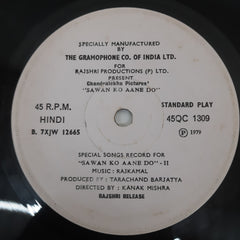 SPECIALLY MANUFACTURED
BY
THE GRAMOPHONE CO. OF INDIA LTD.
FOR
RAJSHRI PRODUCTIONS (P) LTD.
PRESENT
Chandralekha Pictures'
"SAWAN KO AANE DO"
45 R.P.M. STANDARD PLAY
HINDI 45QC 1309
B. 7XJW 12665 Ⓟ 1979
SPECIAL SONGS RECORD FOR
"SAWAN KO AANE DO" - II
MUSIC: RAJKAMAL
PRODUCED BY : TARACHAND BARJATYA
DIRECTED BY : KANAK MISHRA
RAJSHRI RELEASE